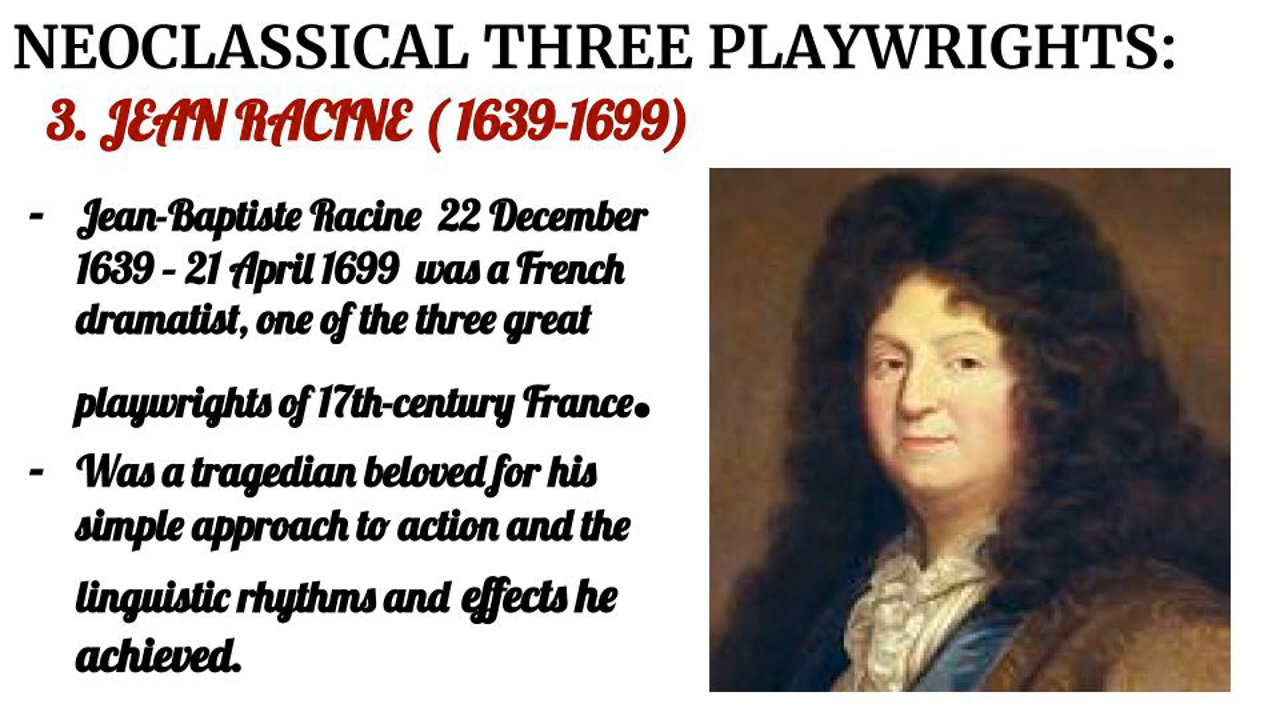 NEOCLASSICAL THREE PLAYWRIGHTS:
3. JEAN RACINE ( 1639-1699)
- Jean-Baptiste Racine 22 December
1639 – 21 April 1699 was a French
dramatist, one of the three great
playwrights of 17th-century France.
- Was a tragedian beloved for his
simple approach to action and the
linguistic rhythms and effects he
achieved.